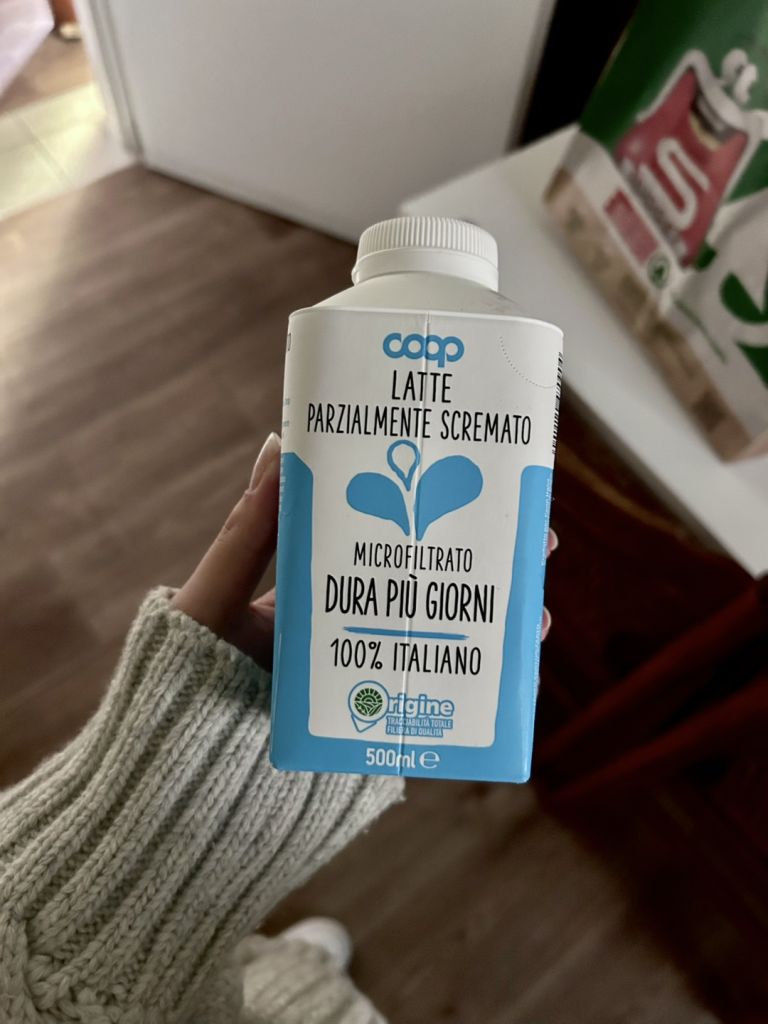 coop
LATTE
PARZIALMENTE SCREMATO
MICROFILTRATO
DURA PIÙ GIORNI
100% ITALIANO
Origine
TRACCIABILITÀ TOTALE
FILIERA DI QUALITÀ
500ml ℮